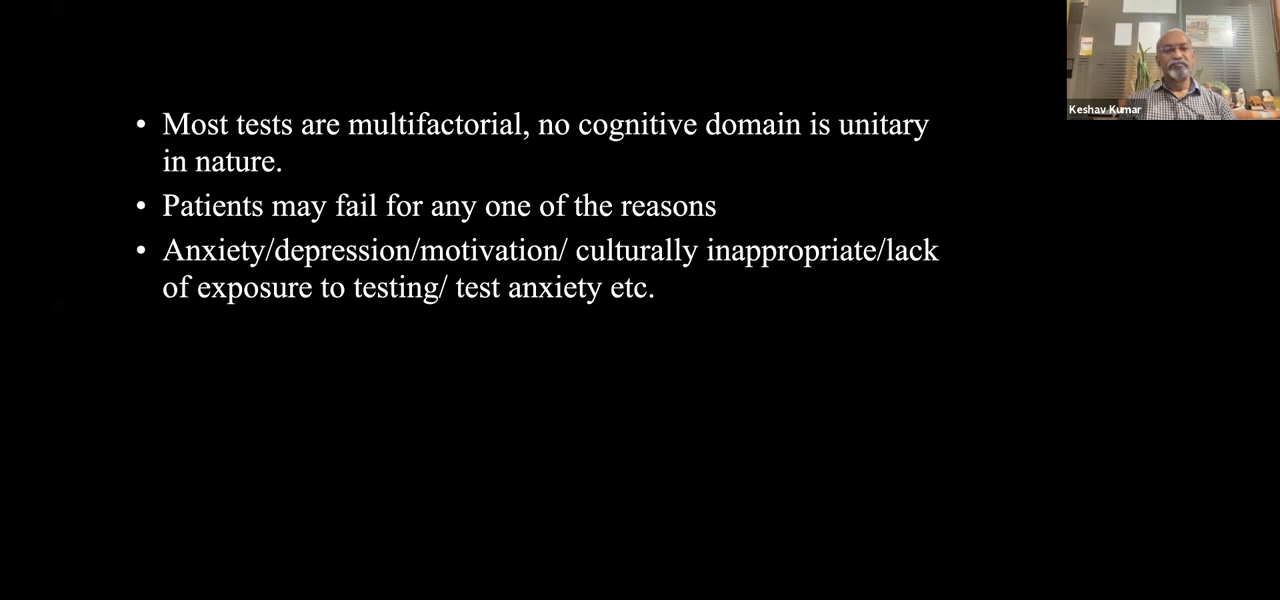 • Most tests are multifactorial, no cognitive domain is unitary
in nature.
• Patients may fail for any one of the reasons
• Anxiety/depression/motivation/ culturally inappropriate/lack
of exposure to testing/ test anxiety etc.
Keshav Kumar